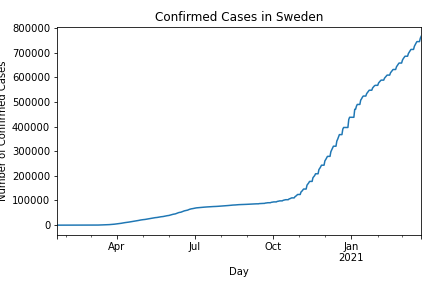 Confirmed Cases in Sweden
800000
700000
600000
500000
400000
300000
200000
100000
0
Number of Confirmed Cases
Apr
Jul
Oct
Jan
2021
Day